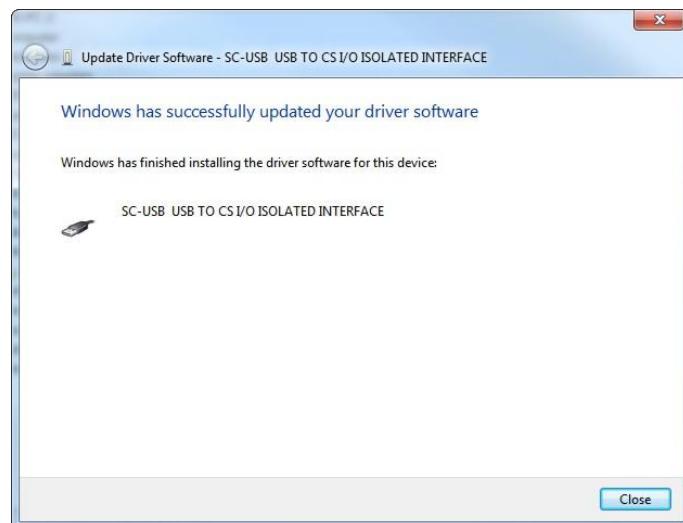 Update Driver Software - SC-USB  USB TO CS I/O ISOLATED INTERFACE
Windows has successfully updated your driver software
Windows has finished installing the driver software for this device:
SC-USB  USB TO CS I/O ISOLATED INTERFACE
Close